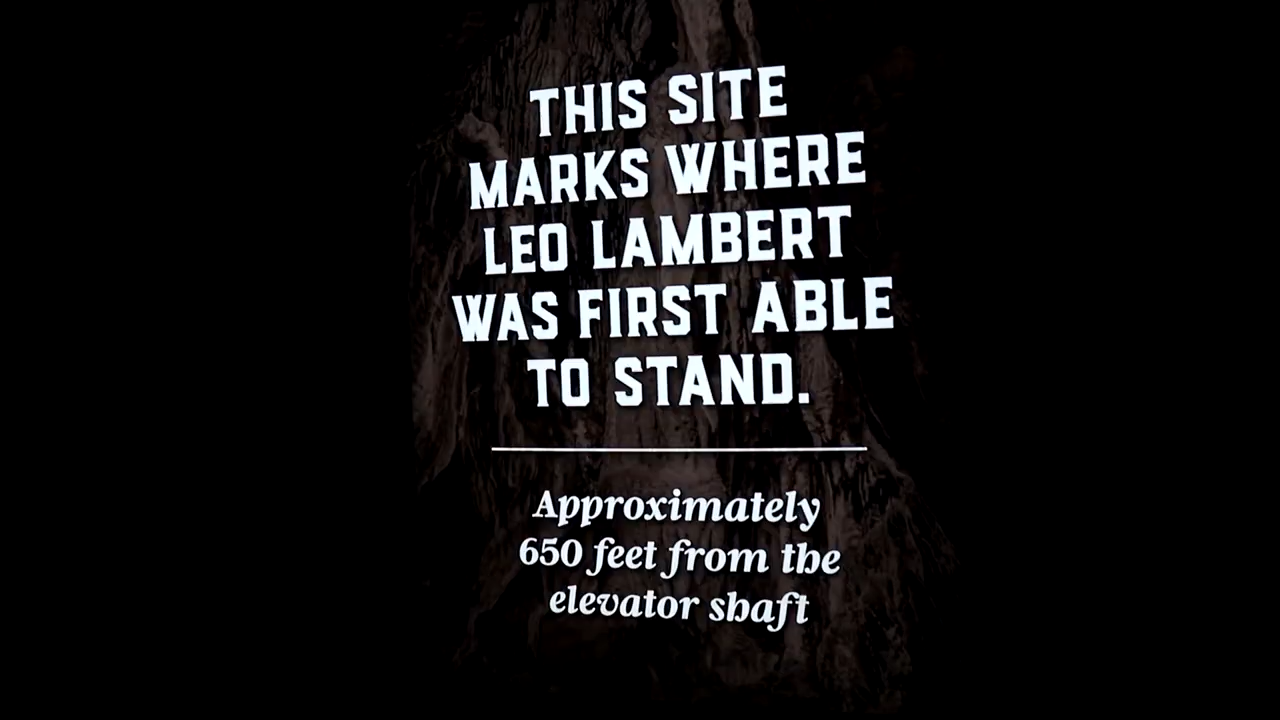 THIS SITE
MARKS WHERE
LEO LAMBERT
WAS FIRST ABLE
TO STAND.
Approximately
650 feet from the
elevator shaft